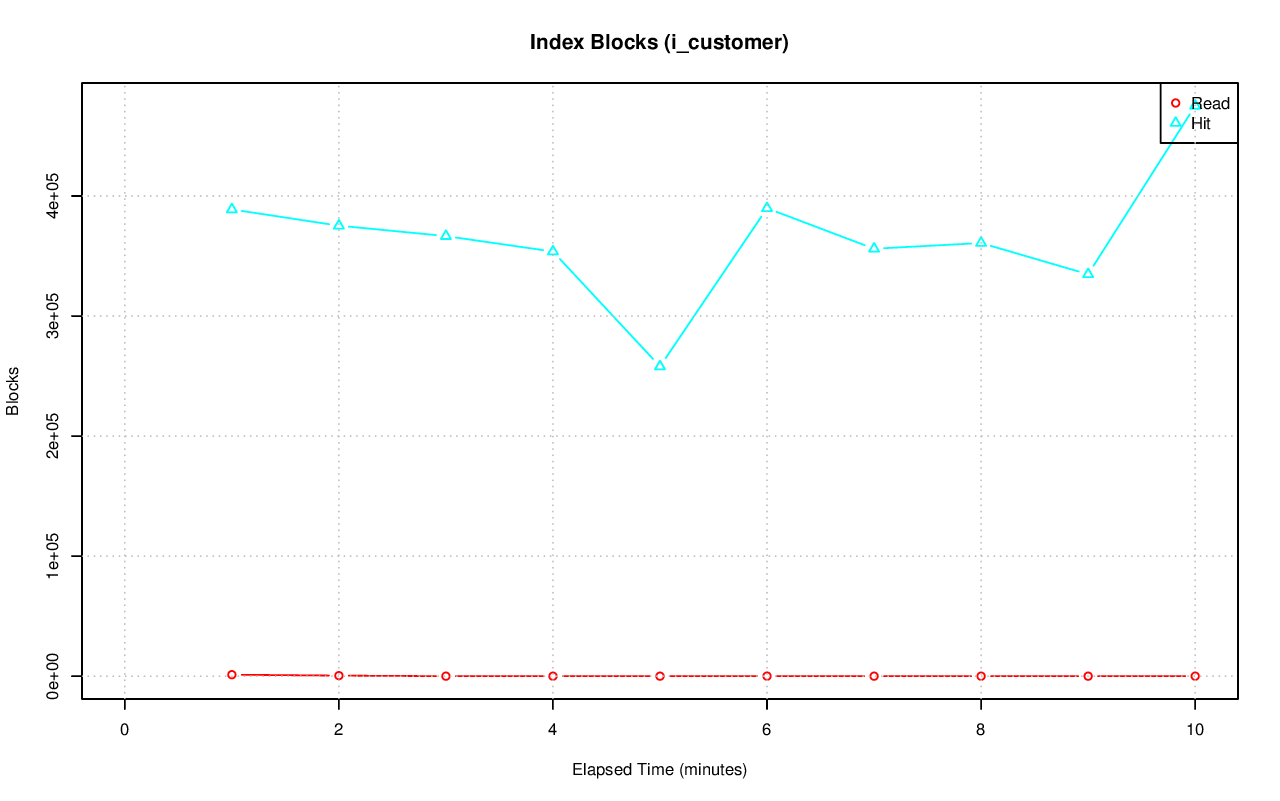 Index Blocks (i_customer)
Read
Hit
Blocks
4e+05
3e+05
2e+05
1e+05
0e+00
0 2 4 6 8 10
Elapsed Time (minutes)